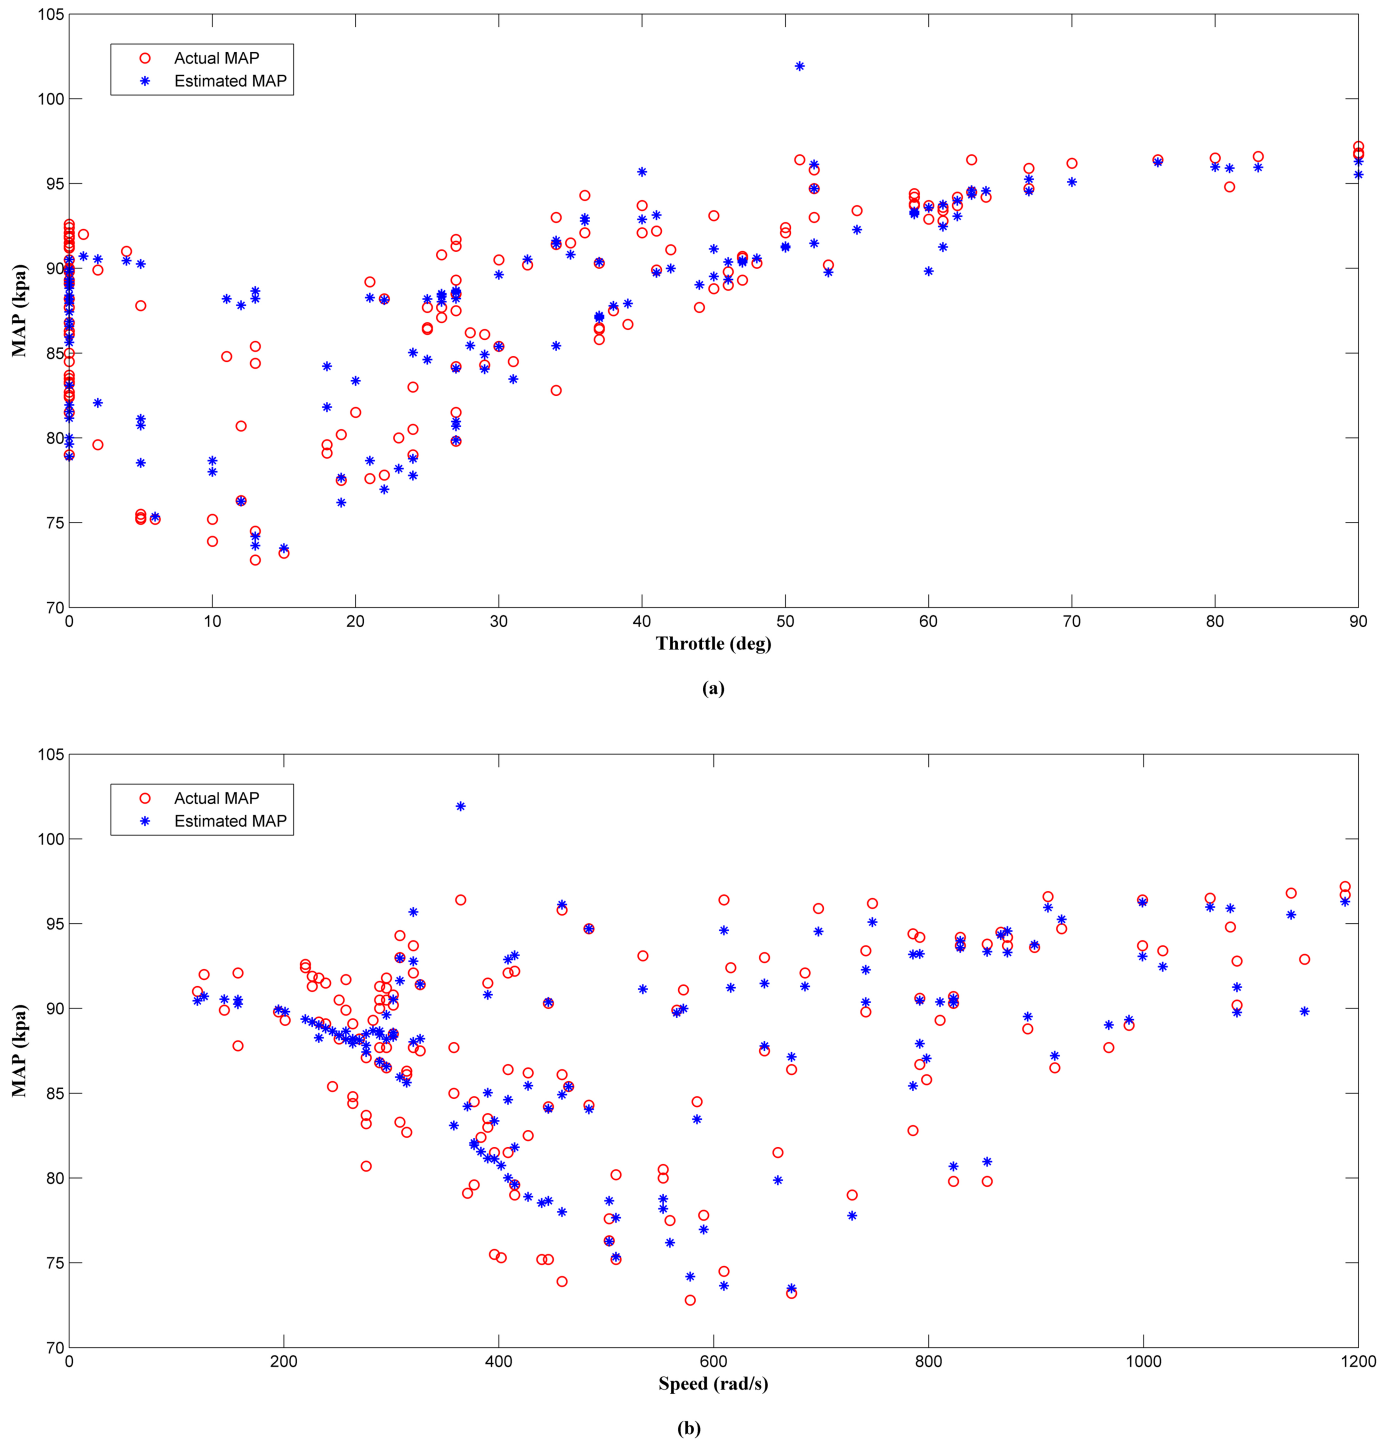 105
100
95
90
85
80
75
70
Actual MAP
Estimated MAP
MAP (kpa)
0 10 20 30 40 50 60 70 80 90
Throttle (deg)
(a)
105
100
95
90
85
80
75
70
Actual MAP
Estimated MAP
MAP (kpa)
0 200 400 600 800 1000 1200
Speed (rad/s)
(b)